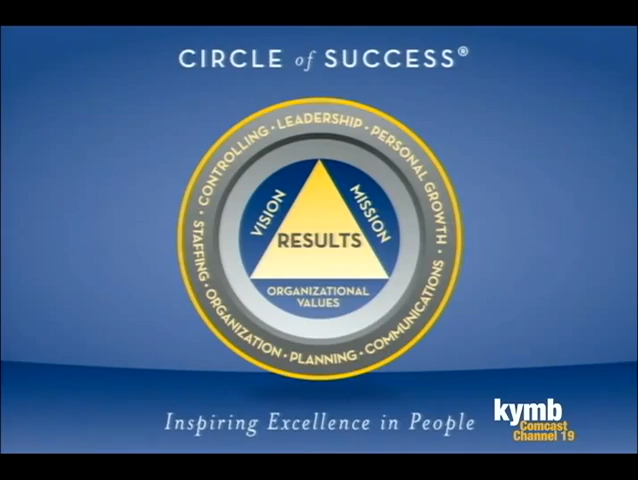 CIRCLE of SUCCESS®
CONTROLLING • LEADERSHIP • PERSONAL GROWTH • COMMUNICATIONS • PLANNING • ORGANIZATION • STAFFING •
VISION
MISSION
RESULTS
ORGANIZATIONAL
VALUES
Inspiring Excellence in People
kymb
Comcast
Channel 19